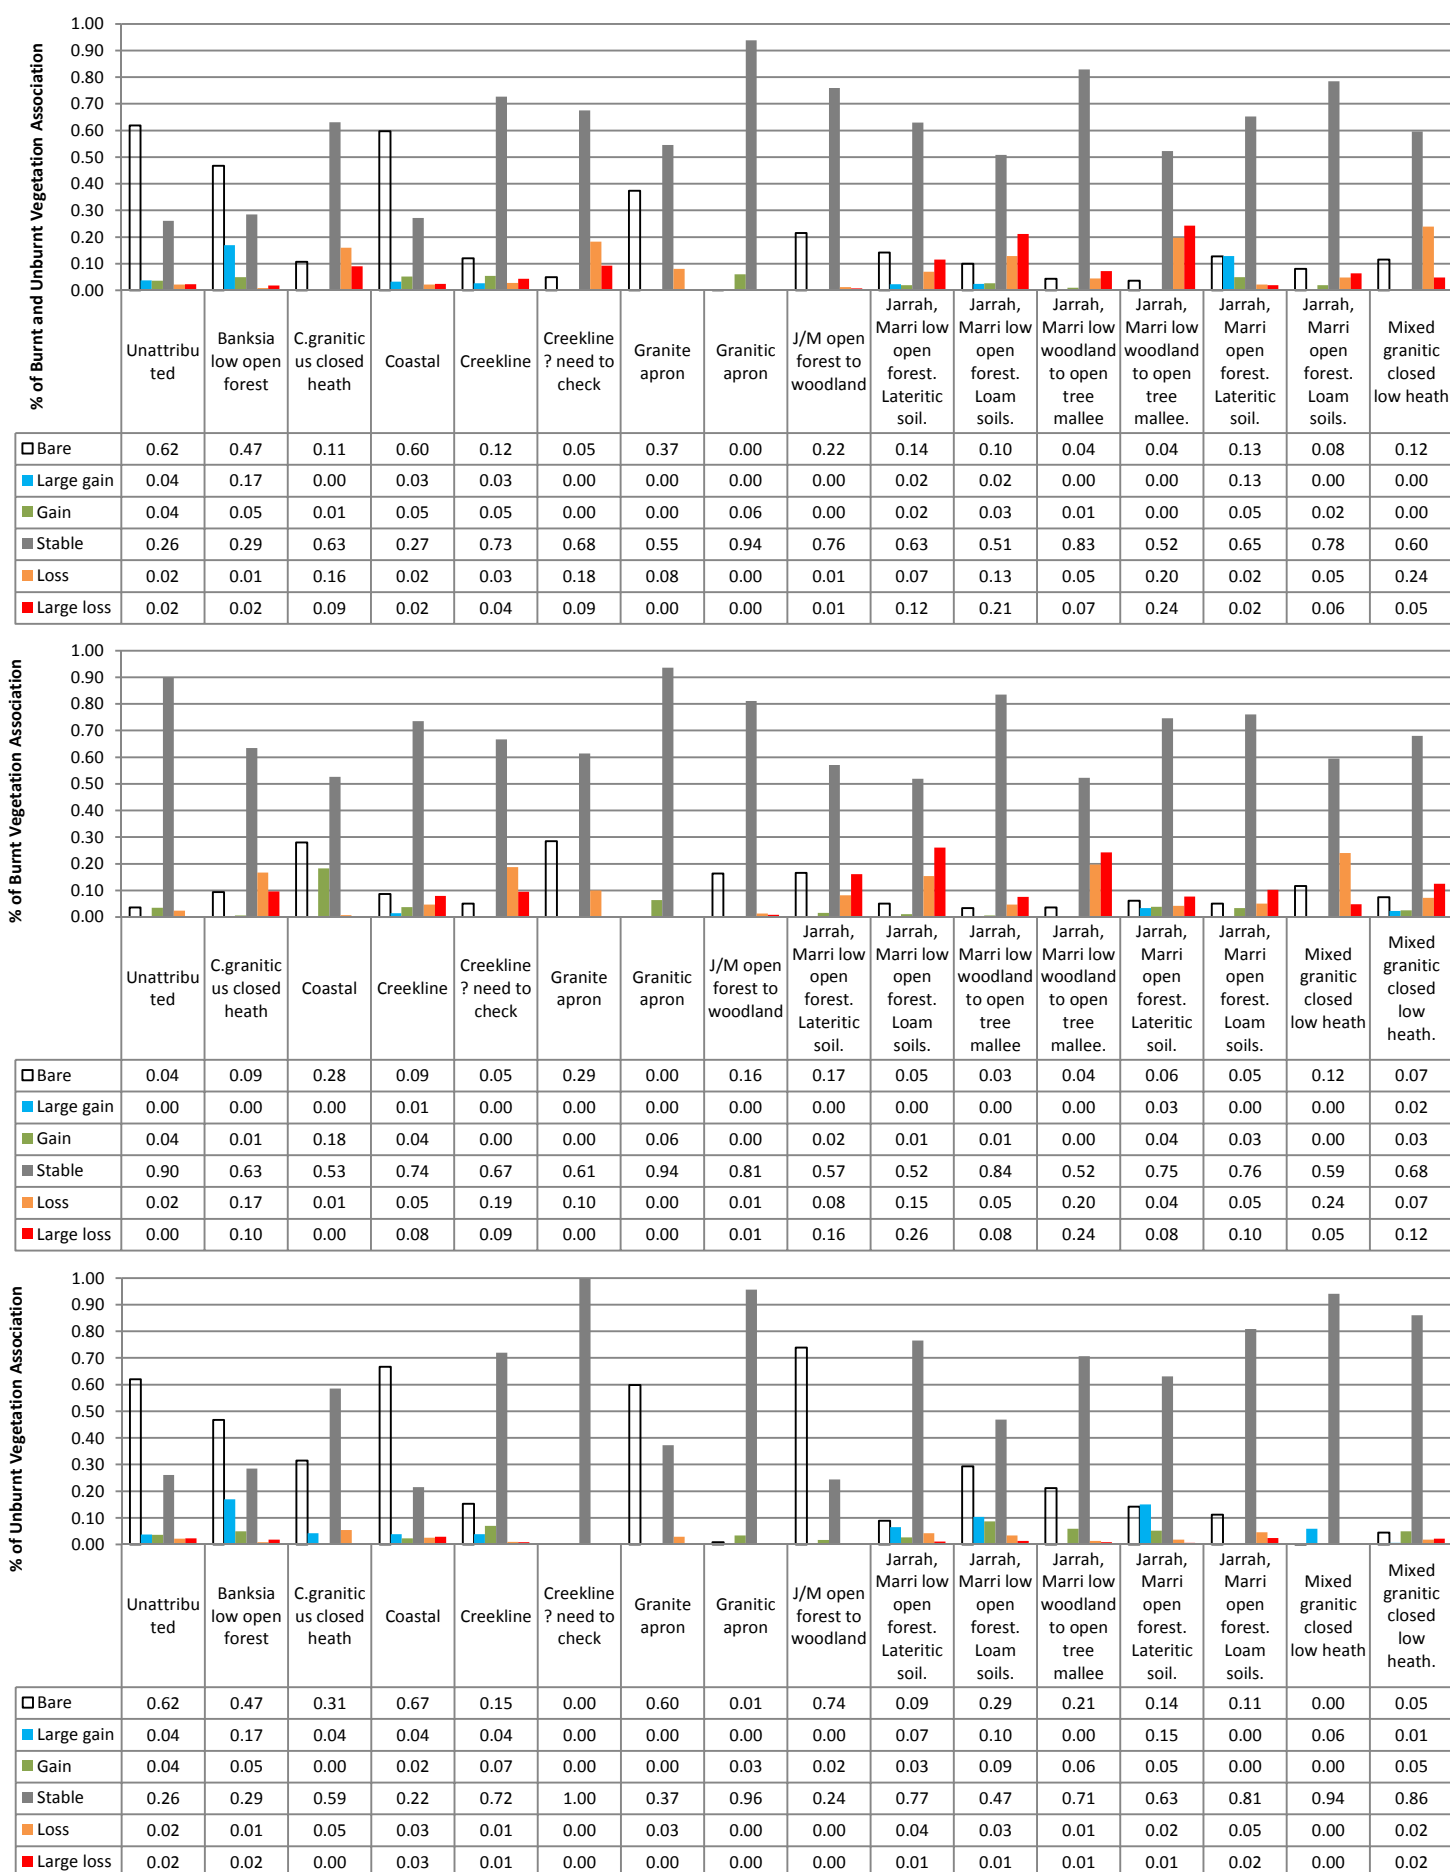 % of Burnt and Unburnt Vegetation Association
1.00
0.90
0.80
0.70
0.60
0.50
0.40
0.30
0.20
0.10
0.00
Unattribu
ted
Banksia
low open
forest
C.granitic
us closed
heath
Coastal
Creekline
Creekline
? need to
check
Granite
apron
Granitic
apron
J/M open
forest to
woodland
Jarrah,
Marri low
open
forest.
Lateritic
soil.
Jarrah,
Marri low
open
forest.
Loam
soils.
Jarrah,
Marri low
woodland
to open
tree
mallee
Jarrah,
Marri low
woodland
to open
tree
mallee.
Jarrah,
Marri
open
forest.
Lateritic
soil.
Jarrah,
Marri
open
forest.
Loam
soils.
Mixed
granitic
closed
low heath
Bare 0.62 0.47 0.11 0.60 0.12 0.05 0.37 0.00 0.22 0.14 0.10 0.04 0.04 0.13 0.08 0.12
Large gain 0.04 0.17 0.00 0.03 0.03 0.00 0.00 0.00 0.00 0.02 0.02 0.00 0.00 0.13 0.00 0.00
Gain 0.04 0.05 0.01 0.05 0.05 0.00 0.00 0.06 0.00 0.02 0.03 0.01 0.00 0.05 0.02 0.00
Stable 0.26 0.29 0.63 0.27 0.73 0.68 0.55 0.94 0.76 0.63 0.51 0.83 0.52 0.65 0.78 0.60
Loss 0.02 0.01 0.16 0.02 0.03 0.18 0.08 0.00 0.01 0.07 0.13 0.05 0.20 0.02 0.05 0.24
Large loss 0.02 0.02 0.09 0.02 0.04 0.09 0.00 0.00 0.01 0.12 0.21 0.07 0.24 0.02 0.06 0.05
% of Burnt Vegetation Association
1.00
0.90
0.80
0.70
0.60
0.50
0.40
0.30
0.20
0.10
0.00
Unattribu
ted
C.granitic
us closed
heath
Coastal
Creekline
Creekline
? need to
check
Granite
apron
Granitic
apron
J/M open
forest to
woodland
Jarrah,
Marri low
open
forest.
Lateritic
soil.
Jarrah,
Marri low
open
forest.
Loam
soils.
Jarrah,
Marri low
woodland
to open
tree
mallee
Jarrah,
Marri low
woodland
to open
tree
mallee.
Jarrah,
Marri
open
forest.
Lateritic
soil.
Jarrah,
Marri
open
forest.
Loam
soils.
Mixed
granitic
closed
low heath
Mixed
granitic
closed
low
heath.
Bare 0.04 0.09 0.28 0.09 0.05 0.29 0.00 0.16 0.17 0.05 0.03 0.04 0.06 0.05 0.12 0.07
Large gain 0.00 0.00 0.00 0.01 0.00 0.00 0.00 0.00 0.00 0.00 0.00 0.00 0.03 0.00 0.00 0.02
Gain 0.04 0.01 0.18 0.04 0.00 0.00 0.06 0.00 0.02 0.01 0.01 0.00 0.04 0.03 0.00 0.03
Stable 0.90 0.63 0.53 0.74 0.67 0.61 0.94 0.81 0.57 0.52 0.84 0.52 0.75 0.76 0.59 0.68
Loss 0.02 0.17 0.01 0.05 0.19 0.10 0.00 0.01 0.08 0.15 0.05 0.20 0.04 0.05 0.24 0.07
Large loss 0.00 0.10 0.00 0.08 0.09 0.00 0.00 0.01 0.16 0.26 0.08 0.24 0.08 0.10 0.05 0.12
% of Unburnt Vegetation Association
1.00
0.90
0.80
0.70
0.60
0.50
0.40
0.30
0.20
0.10
0.00
Unattribu
ted
Banksia
low open
forest
C.granitic
us closed
heath
Coastal
Creekline
Creekline
? need to
check
Granite
apron
Granitic
apron
J/M open
forest to
woodland
Jarrah,
Marri low
open
forest.
Lateritic
soil.
Jarrah,
Marri low
open
forest.
Loam
soils.
Jarrah,
Marri low
woodland
to open
tree
mallee
Jarrah,
Marri
open
forest.
Lateritic
soil.
Jarrah,
Marri
open
forest.
Loam
soils.
Mixed
granitic
closed
low heath
Mixed
granitic
closed
low
heath.
Bare 0.62 0.47 0.31 0.67 0.15 0.00 0.60 0.01 0.74 0.09 0.29 0.21 0.14 0.11 0.00 0.05
Large gain 0.04 0.17 0.04 0.04 0.04 0.00 0.00 0.00 0.00 0.07 0.10 0.00 0.15 0.00 0.06 0.01
Gain 0.04 0.05 0.00 0.02 0.07 0.00 0.00 0.03 0.02 0.03 0.09 0.06 0.05 0.00 0.00 0.05
Stable 0.26 0.29 0.59 0.22 0.72 1.00 0.37 0.96 0.24 0.77 0.47 0.71 0.63 0.81 0.94 0.86
Loss 0.02 0.01 0.05 0.03 0.01 0.00 0.03 0.00 0.00 0.04 0.03 0.01 0.02 0.05 0.00 0.02
Large loss 0.02 0.02 0.00 0.03 0.01 0.00 0.00 0.00 0.00 0.01 0.01 0.01 0.01 0.02 0.00 0.02